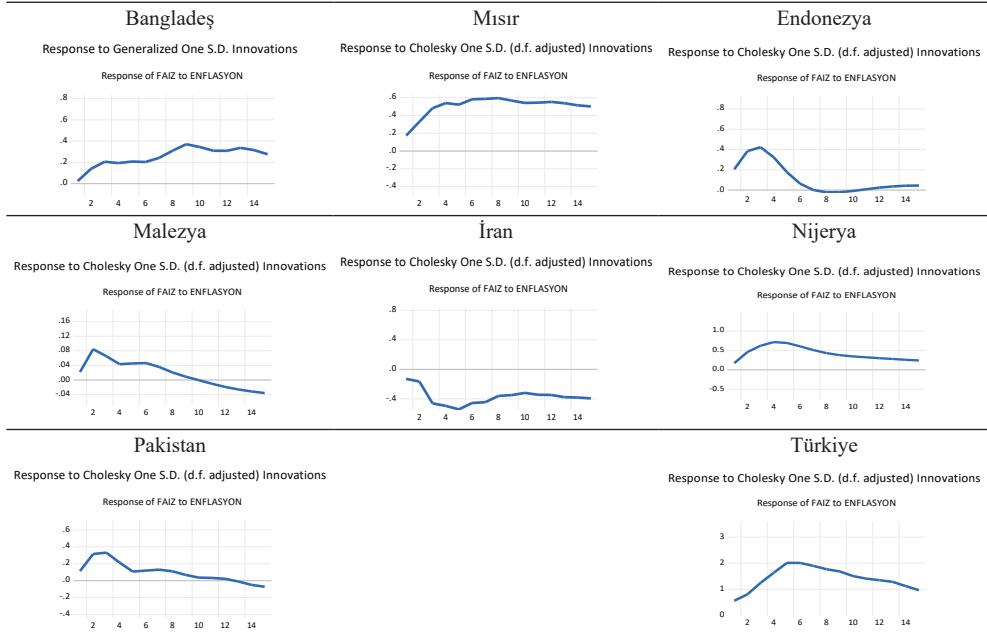 Bangladeş
Response to Generalized One S.D. Innovations
Response of FAIZ to ENFLASYON
.8
.6
.4
.2
.0
2 4 6 8 10 12 14
Mısır
Response to Cholesky One S.D. (d.f. adjusted) Innovations
Response of FAIZ to ENFLASYON
.6
.4
.2
.0
-.2
-.4
2 4 6 8 10 12 14
Endonezya
Response to Cholesky One S.D. (d.f. adjusted) Innovations
Response of FAIZ to ENFLASYON
.8
.6
.4
.2
.0
2 4 6 8 10 12 14
Malezya
Response to Cholesky One S.D. (d.f. adjusted) Innovations
Response of FAIZ to ENFLASYON
.16
.12
.08
.04
.00
-.04
2 4 6 8 10 12 14
İran
Response to Cholesky One S.D. (d.f. adjusted) Innovations
Response of FAIZ to ENFLASYON
.8
.4
.0
-.4
2 4 6 8 10 12 14
Nijerya
Response to Cholesky One S.D. (d.f. adjusted) Innovations
Response of FAIZ to ENFLASYON
1.0
0.5
0.0
-0.5
2 4 6 8 10 12 14
Pakistan
Response to Cholesky One S.D. (d.f. adjusted) Innovations
Response of FAIZ to ENFLASYON
.6
.4
.2
.0
-.2
-.4
2 4 6 8 10 12 14
Türkiye
Response to Cholesky One S.D. (d.f. adjusted) Innovations
Response of FAIZ to ENFLASYON
3
2
1
0
2 4 6 8 10 12 14